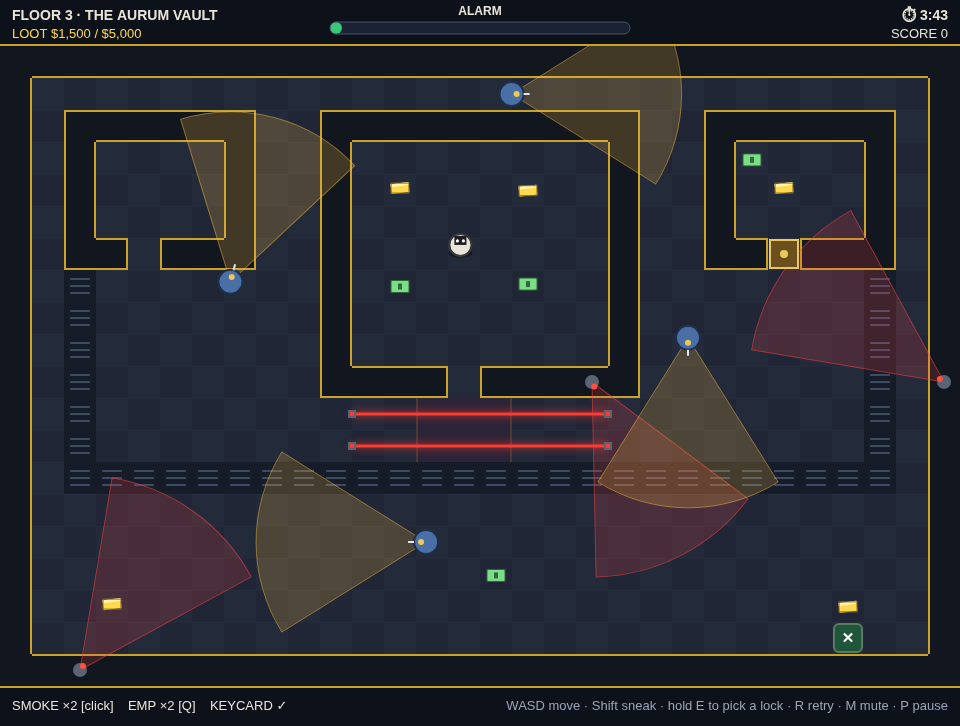 FLOOR 3 · THE AURUM VAULT
LOOT $1,500 / $5,000
ALARM
⏱ 3:43
SCORE 0
✕
SMOKE ×2 [click] EMP ×2 [Q] KEYCARD ✓
WASD move · Shift sneak · hold E to pick a lock · R retry · M mute · P pause